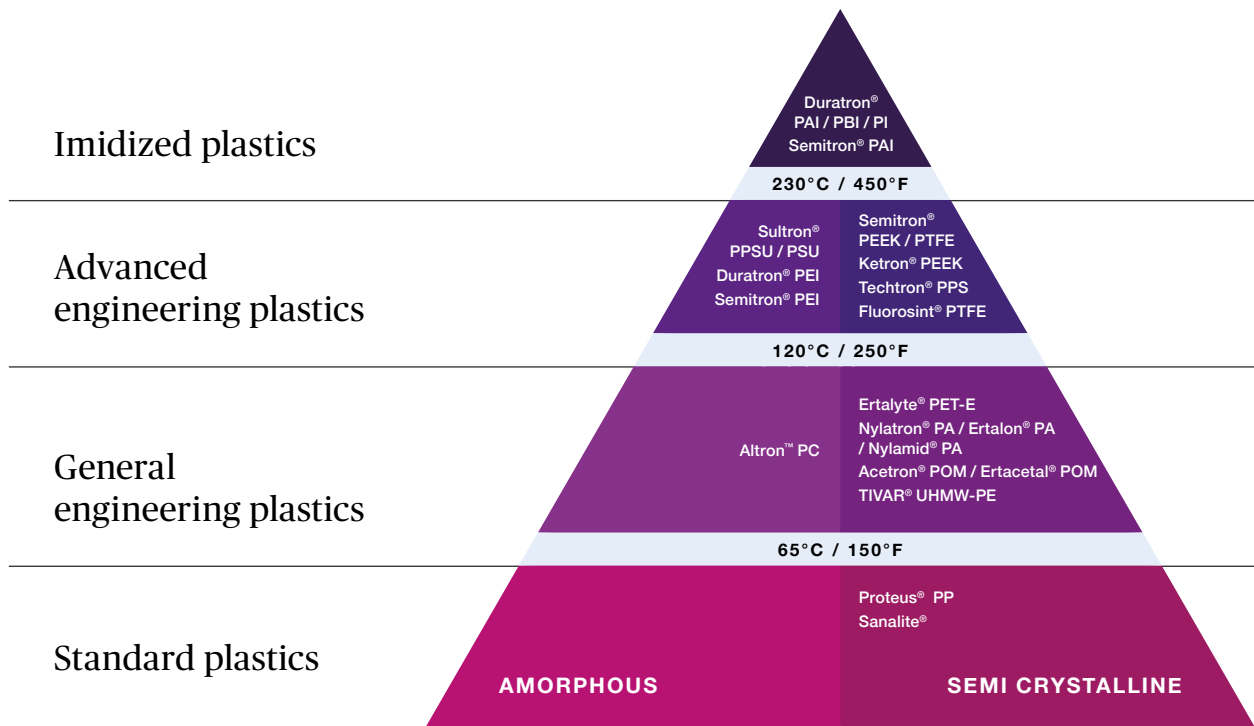 Imidized plastics
Duratron®
PAI / PBI / PI
Semitron® PAI
230°C / 450°F
Advanced
engineering plastics
Sultron®
PPSU / PSU
Duratron® PEI
Semitron® PEI
Semitron®
PEEK / PTFE
Ketron® PEEK
Techtron® PPS
Fluorosint® PTFE
120°C / 250°F
General
engineering plastics
Altron™ PC
Ertalyte® PET-E
Nylatron® PA / Ertalon® PA
/ Nylamid® PA
Acetron® POM / Ertacetal® POM
TIVAR® UHMW-PE
65°C / 150°F
Standard plastics
Proteus® PP
Sanalite®
AMORPHOUS
SEMI CRYSTALLINE